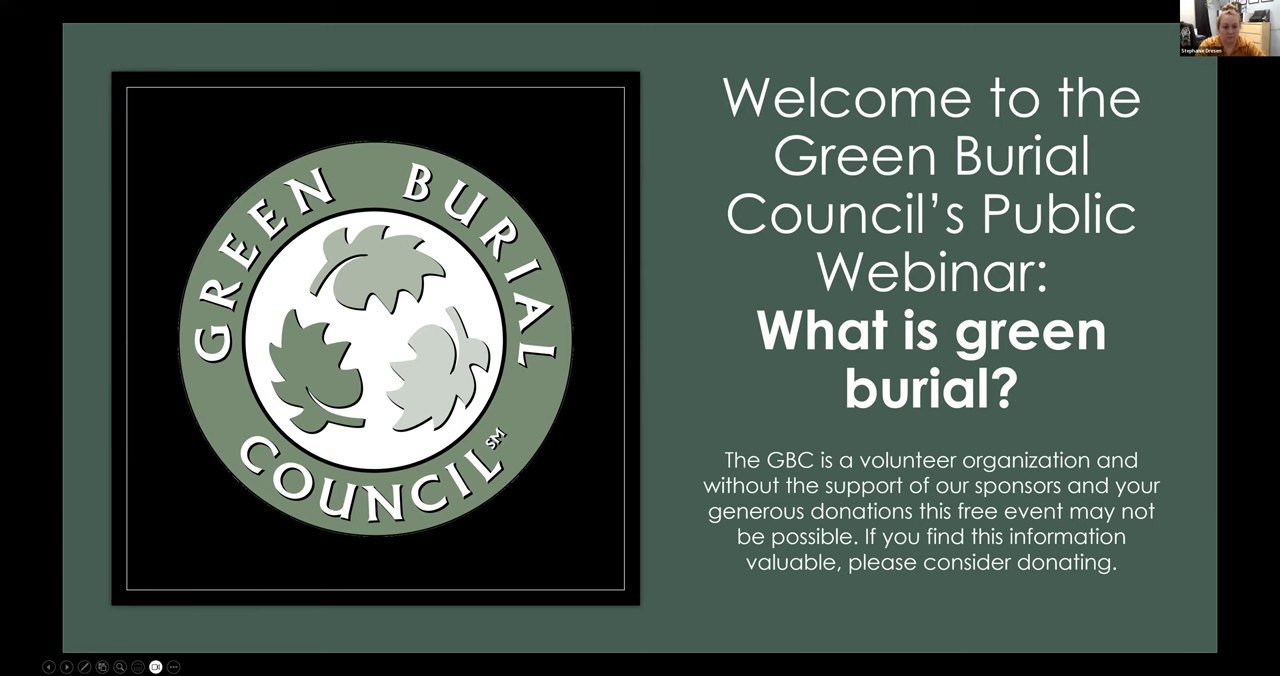 Stephanie Dresen
GREEN BURIAL
COUNCIL SM
Welcome to the
Green Burial
Council’s Public
Webinar:
What is green
burial?
The GBC is a volunteer organization and
without the support of our sponsors and your
generous donations this free event may not
be possible. If you find this information
valuable, please consider donating.